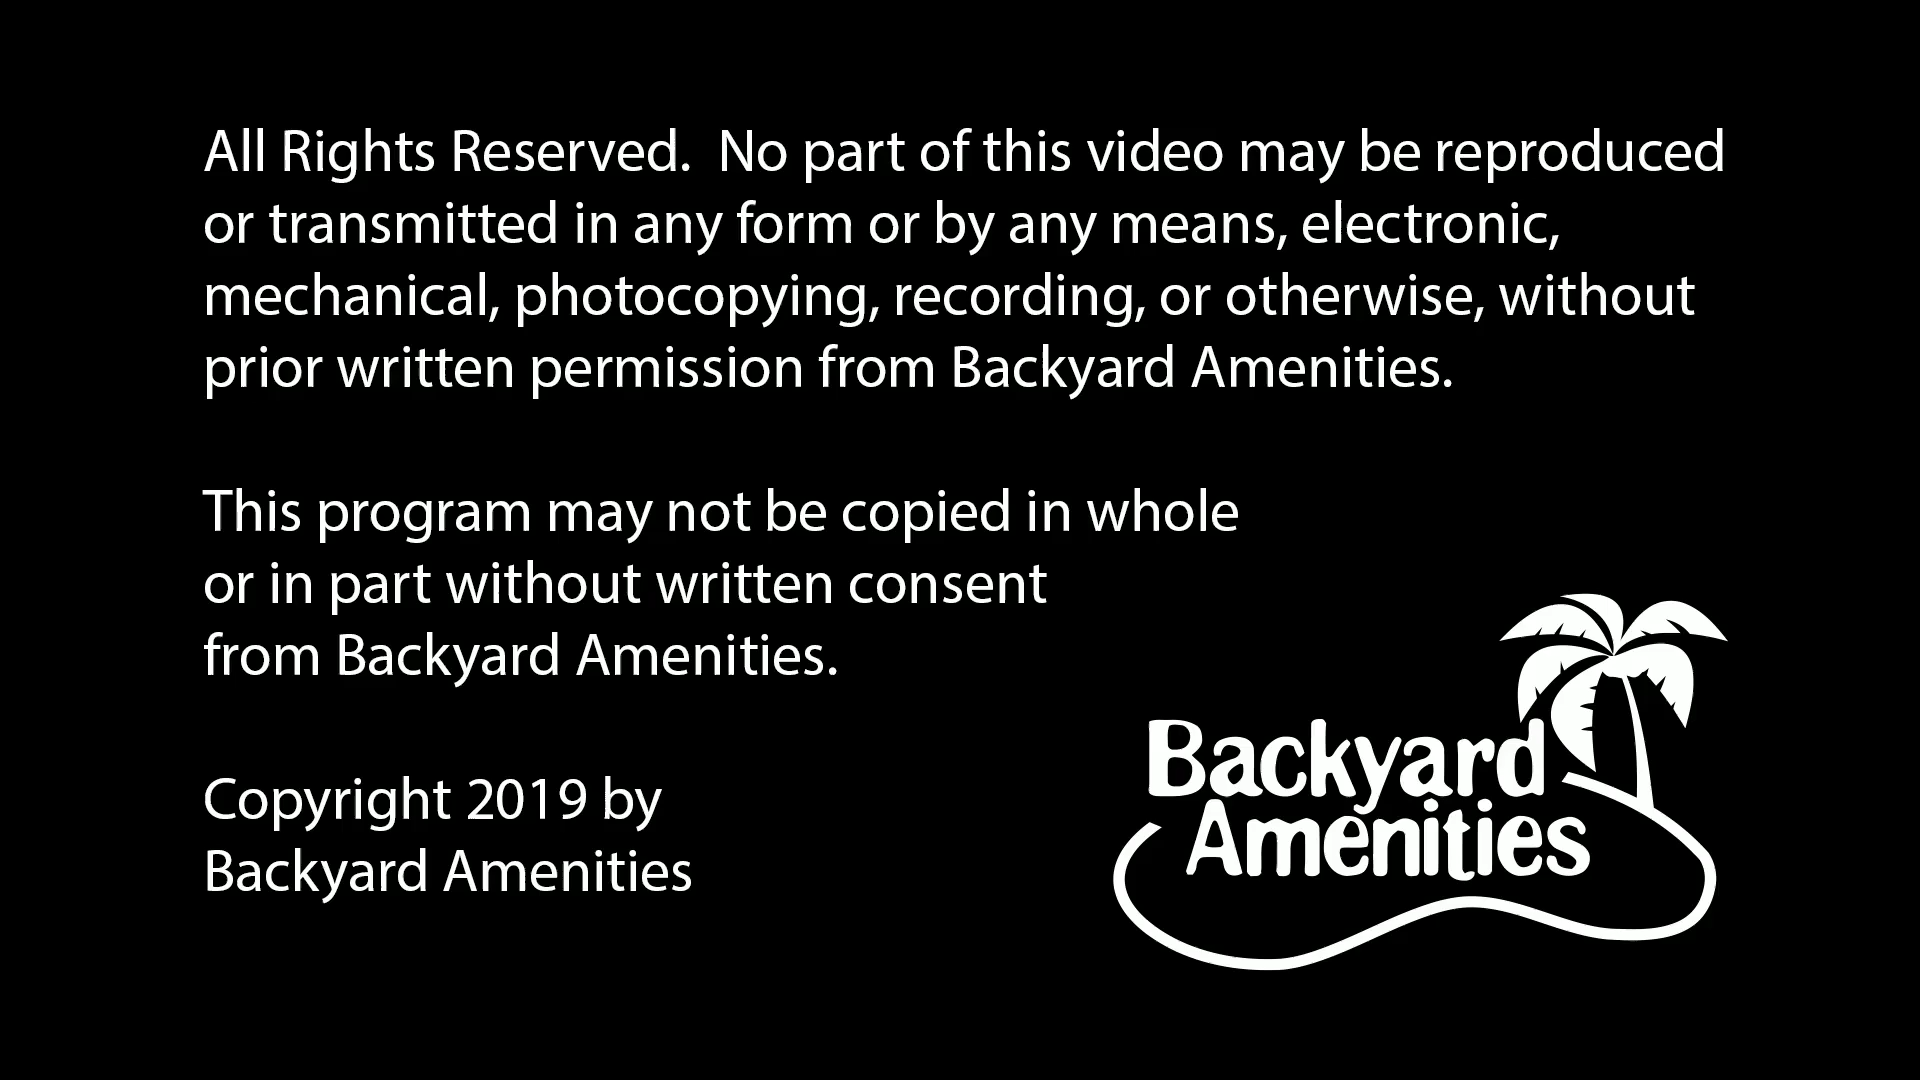 All Rights Reserved.  No part of this video may be reproduced
or transmitted in any form or by any means, electronic,
mechanical, photocopying, recording, or otherwise, without
prior written permission from Backyard Amenities.
This program may not be copied in whole
or in part without written consent
from Backyard Amenities.
Copyright 2019 by
Backyard Amenities
Backyard
Amenities